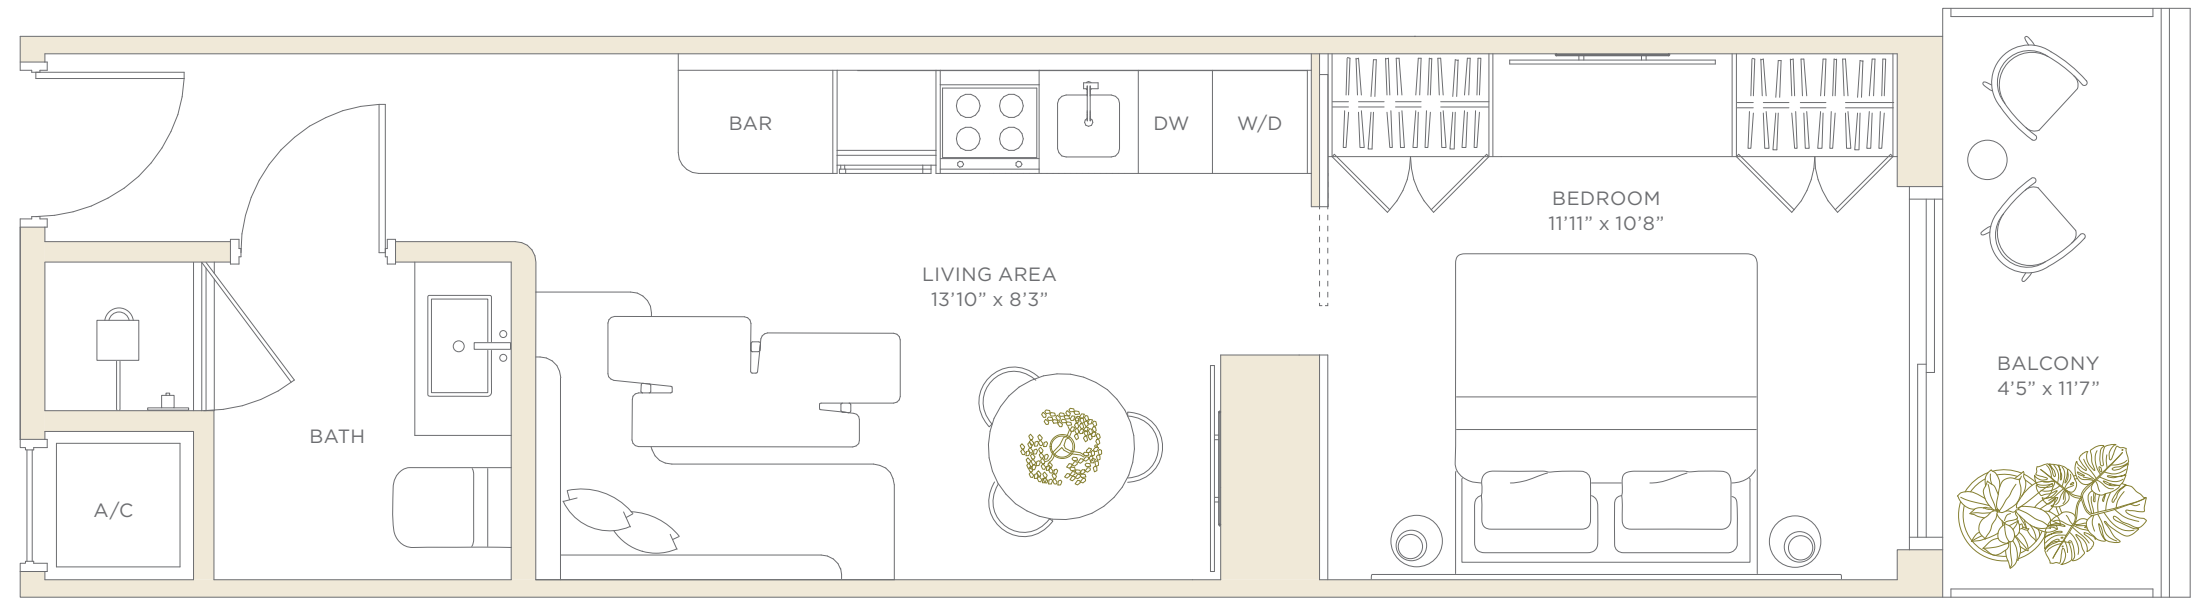 BAR
DW
W/D
BEDROOM
11’11” x 10’8”
LIVING AREA
13’10” x 8’3”
BALCONY
4’5” x 11’7”
BATH
A/C